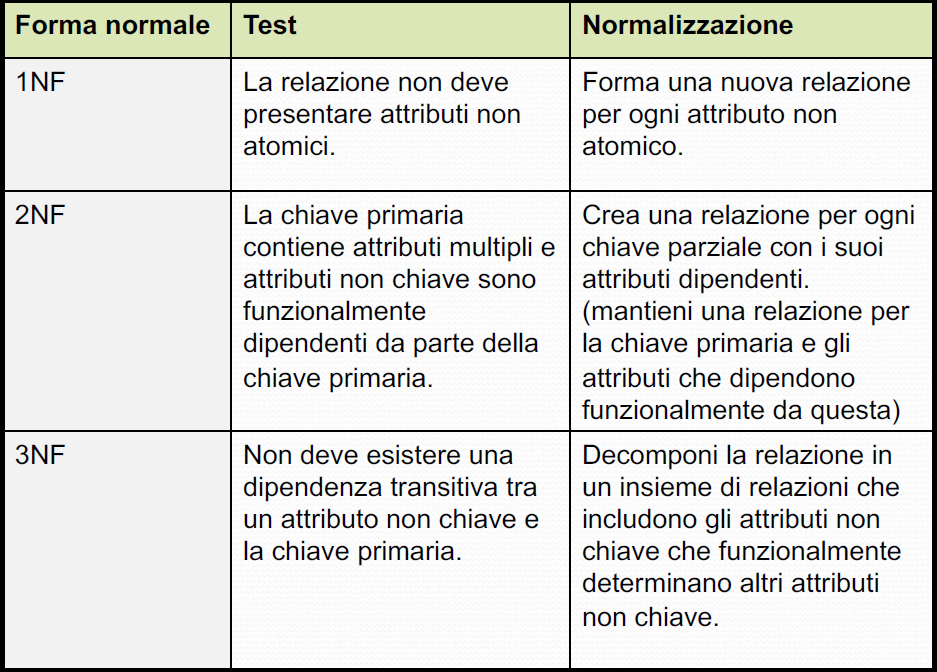 Forma normale
Test
Normalizzazione
1NF
La relazione non deve
presentare attributi non
atomici.
Forma una nuova relazione
per ogni attributo non
atomico.
2NF
La chiave primaria
contiene attributi multipli e
attributi non chiave sono
funzionalmente
dipendenti da parte della
chiave primaria.
Crea una relazione per ogni
chiave parziale con i suoi
attributi dipendenti.
(mantieni una relazione per
la chiave primaria e gli
attributi che dipendono
funzionalmente da questa)
3NF
Non deve esistere una
dipendenza transitiva tra
un attributo non chiave e
la chiave primaria.
Decomponi la relazione in
un insieme di relazioni che
includono gli attributi non
chiave che funzionalmente
determinano altri attributi
non chiave.